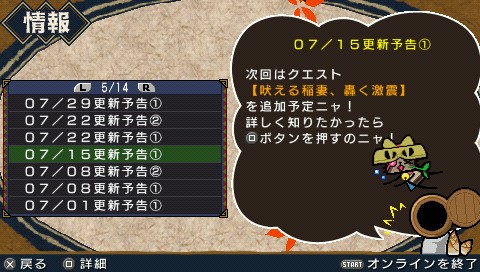 情報
L 5/14 R
07／29更新予告①
07／22更新予告②
07／22更新予告①
07／15更新予告①
07／08更新予告②
07／08更新予告①
07／01更新予告①
07／15更新予告①
次回はクエスト
【吠える稲妻、轟く激震】
を追加予定ニャ！
詳しく知りたかったら
□ボタンを押すのニャ！
×戻る □詳細
START オンラインを終了